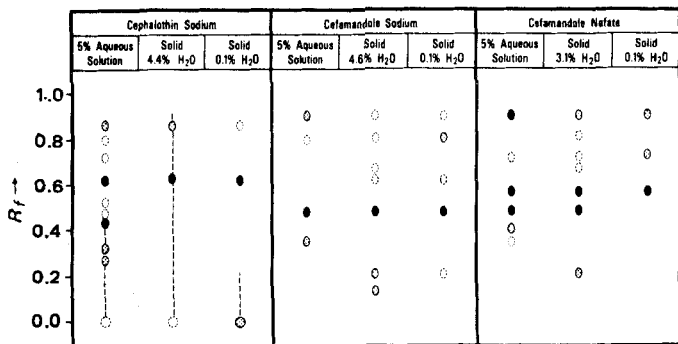 Cephalothin Sodium
Cefamandole Sodium
Cefamandole Nafate
5% Aqueous Solution
Solid 4.4% H₂O
Solid 0.1% H₂O
5% Aqueous Solution
Solid 4.6% H₂O
Solid 0.1% H₂O
5% Aqueous Solution
Solid 3.1% H₂O
Solid 0.1% H₂O
1.0
0.8
0.6
0.4
0.2
0.0
Rf →